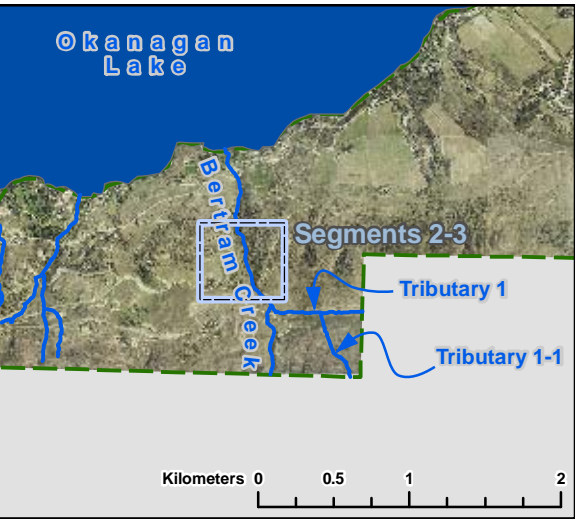 Okanagan
Lake
Bertram Creek
Segments 2-3
Tributary 1
Tributary 1-1
Kilometers 0 0.5 1 2